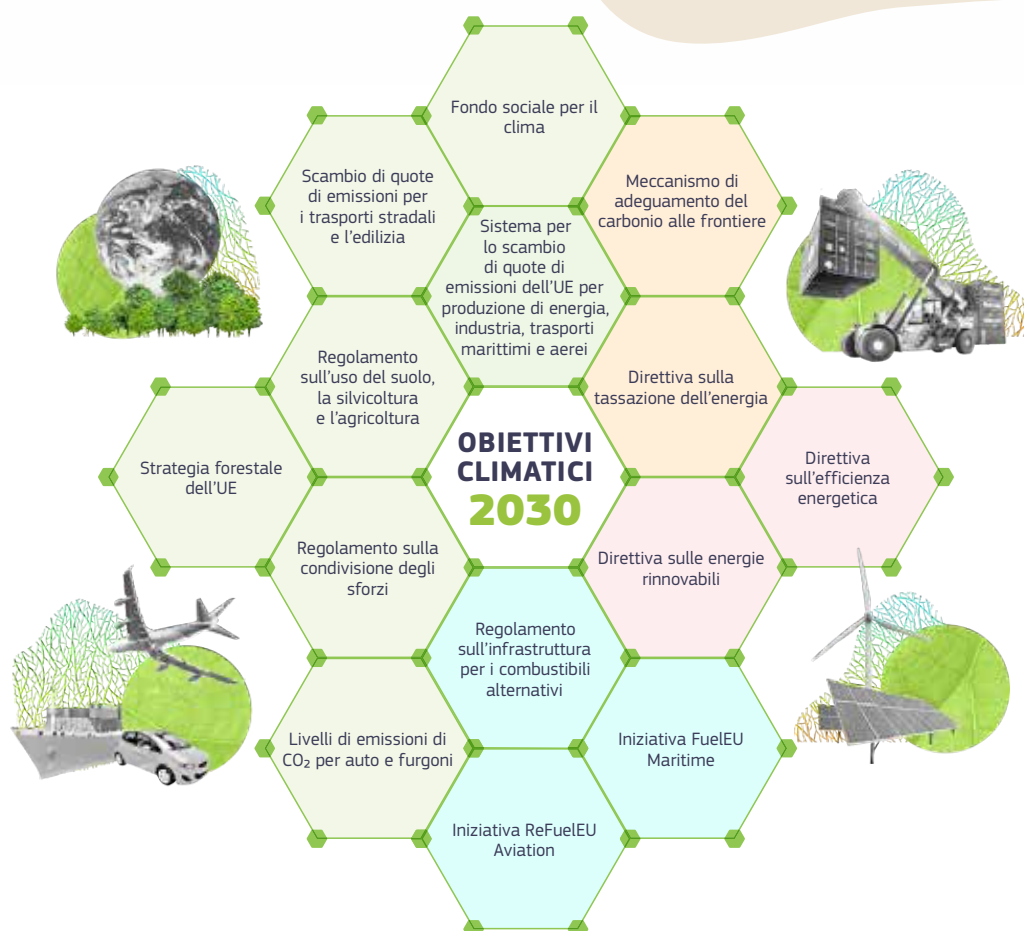 Fondo sociale per il
clima
Scambio di quote
di emissioni per
i trasporti stradali
e l'edilizia
Meccanismo di
adeguamento del
carbonio alle frontiere
Sistema per
lo scambio
di quote di
emissioni dell'UE per
produzione di energia,
industria, trasporti
marittimi e aerei
Regolamento
sull'uso del suolo,
la silvicoltura
e l'agricoltura
Direttiva sulla
tassazione dell'energia
OBIETTIVI
CLIMATICI
2030
Strategia forestale
dell'UE
Direttiva
sull'efficienza
energetica
Regolamento sulla
condivisione degli
sforzi
Direttiva sulle energie
rinnovabili
Regolamento
sull'infrastruttura
per i combustibili
alternativi
Livelli di emissioni di
CO₂ per auto e furgoni
Iniziativa FuelEU
Maritime
Iniziativa ReFuelEU
Aviation